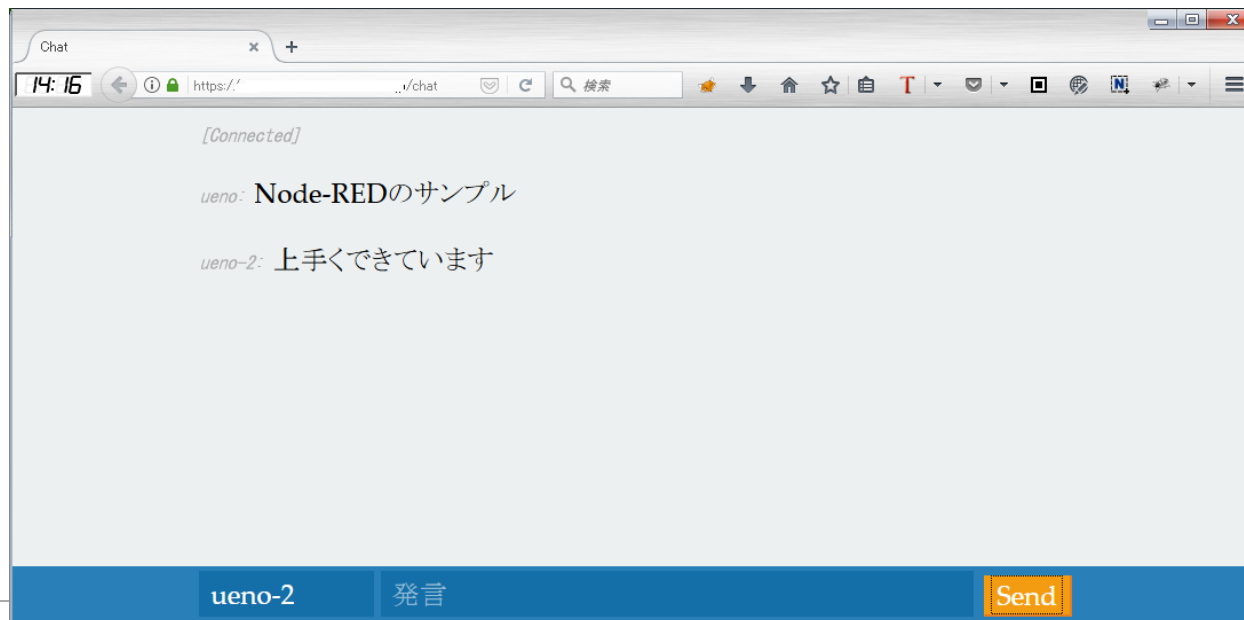 Chat
14:16
https:/
/chat
検索
[Connected]
ueno: Node-REDのサンプル
ueno-2: 上手くできています
ueno-2
発言
Send